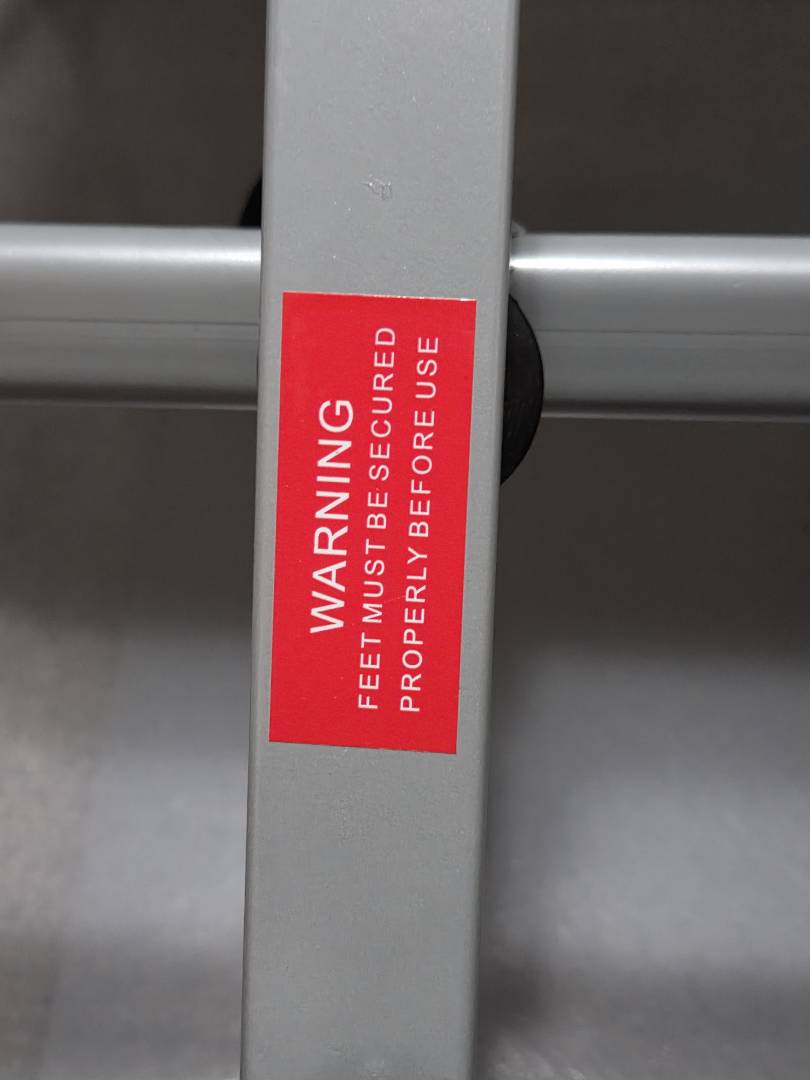 WARNING
FEET MUST BE SECURED
PROPERLY BEFORE USE